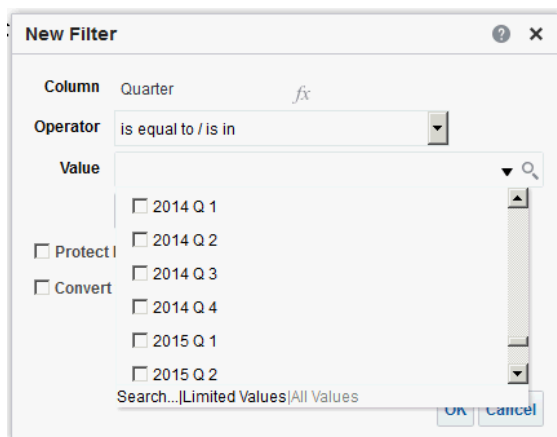 New Filter
Column Quarter fx
Operator is equal to / is in
Value
2014 Q 1
2014 Q 2
Protect
2014 Q 3
Convert
2014 Q 4
2015 Q 1
2015 Q 2
Search...|Limited Values|All Values
OK Cancel